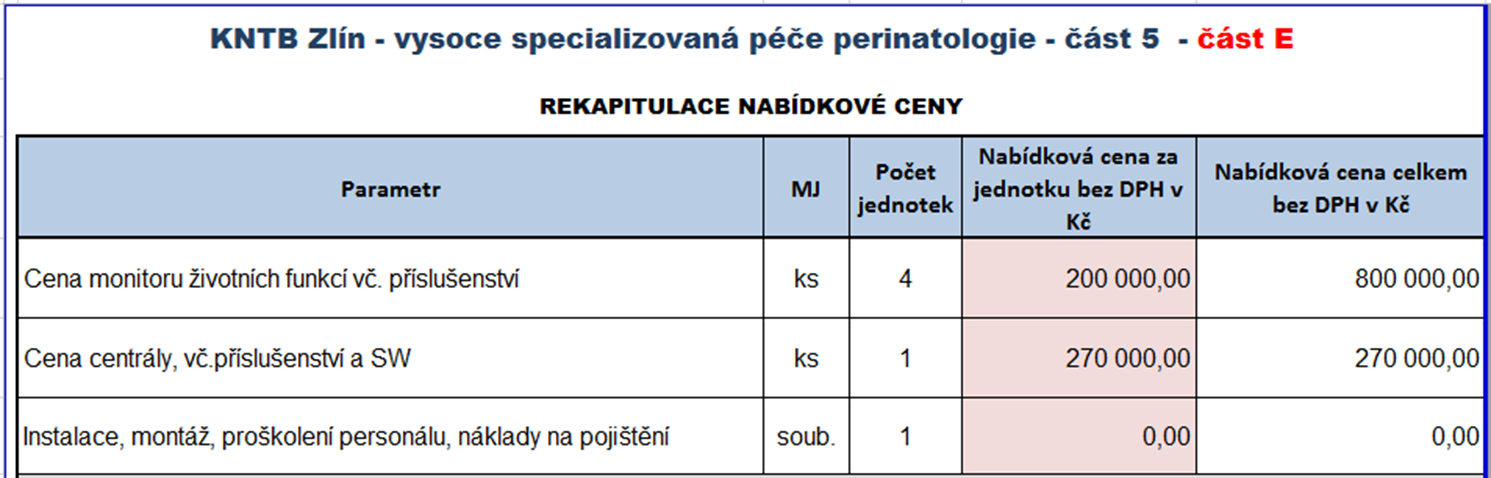 KNTB Zlín - vysoce specializovaná péče perinatologie - část 5 - část E
REKAPITULACE NABÍDKOVÉ CENY
Parametr MJ Počet jednotek Nabídková cena za jednotku bez DPH v Kč Nabídková cena celkem bez DPH v Kč
Cena monitoru životních funkcí vč. příslušenství ks 4 200 000,00 800 000,00
Cena centrály, vč.příslušenství a SW ks 1 270 000,00 270 000,00
Instalace, montáž, proškolení personálu, náklady na pojištění soub. 1 0,00 0,00